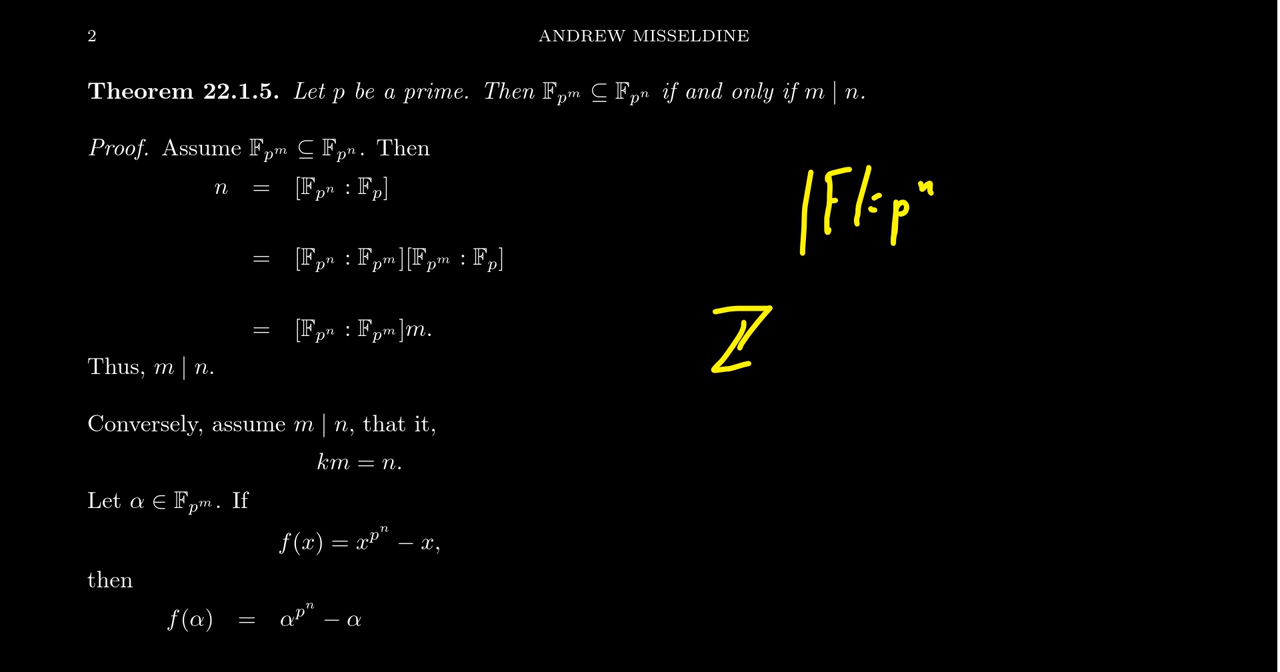 2 ANDREW MISSELDINE
Theorem 22.1.5. Let p be a prime. Then 𝔽_{p^m} ⊆ 𝔽_{p^n} if and only if m | n.
Proof. Assume 𝔽_{p^m} ⊆ 𝔽_{p^n}. Then
n = [𝔽_{p^n} : 𝔽_p]
|F|=p^n
= [𝔽_{p^n} : 𝔽_{p^m}][𝔽_{p^m} : 𝔽_p]
= [𝔽_{p^n} : 𝔽_{p^m}]m.
ℤ
Thus, m | n.
Conversely, assume m | n, that it,
km = n.
Let α ∈ 𝔽_{p^m}. If
f(x) = x^{p^n} − x,
then
f(α) = α^{p^n} − α